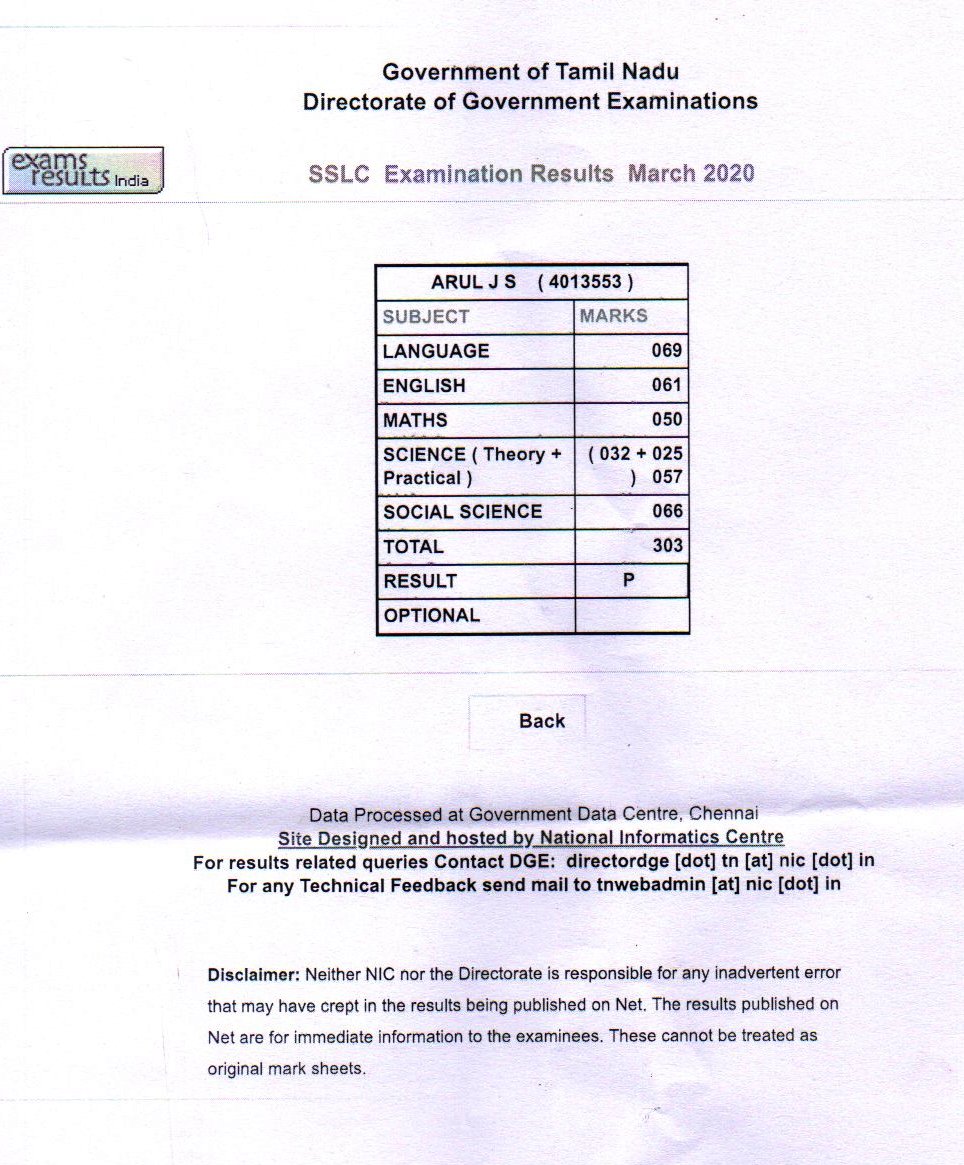 Government of Tamil Nadu
Directorate of Government Examinations
exams
results India
SSLC Examination Results March 2020
ARUL J S ( 4013553 )
SUBJECT MARKS
LANGUAGE 069
ENGLISH 061
MATHS 050
SCIENCE ( Theory + ( 032 + 025
Practical ) ) 057
SOCIAL SCIENCE 066
TOTAL 303
RESULT P
OPTIONAL
Back
Data Processed at Government Data Centre, Chennai
Site Designed and hosted by National Informatics Centre
For results related queries Contact DGE: directordge [dot] tn [at] nic [dot] in
For any Technical Feedback send mail to tnwebadmin [at] nic [dot] in
Disclaimer: Neither NIC nor the Directorate is responsible for any inadvertent error
that may have crept in the results being published on Net. The results published on
Net are for immediate information to the examinees. These cannot be treated as
original mark sheets.